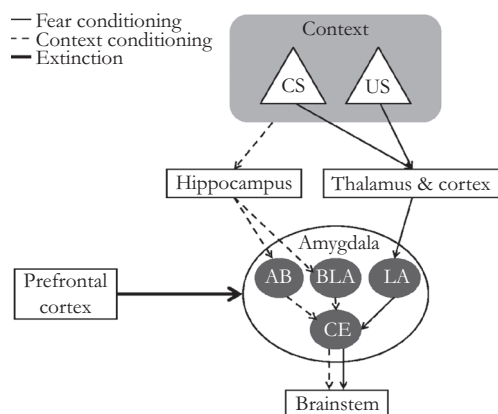 Fear conditioning
Context conditioning
Extinction
Context
CS US
Hippocampus Thalamus & cortex
Amygdala
AB BLA LA
Prefrontal
cortex
CE
Brainstem